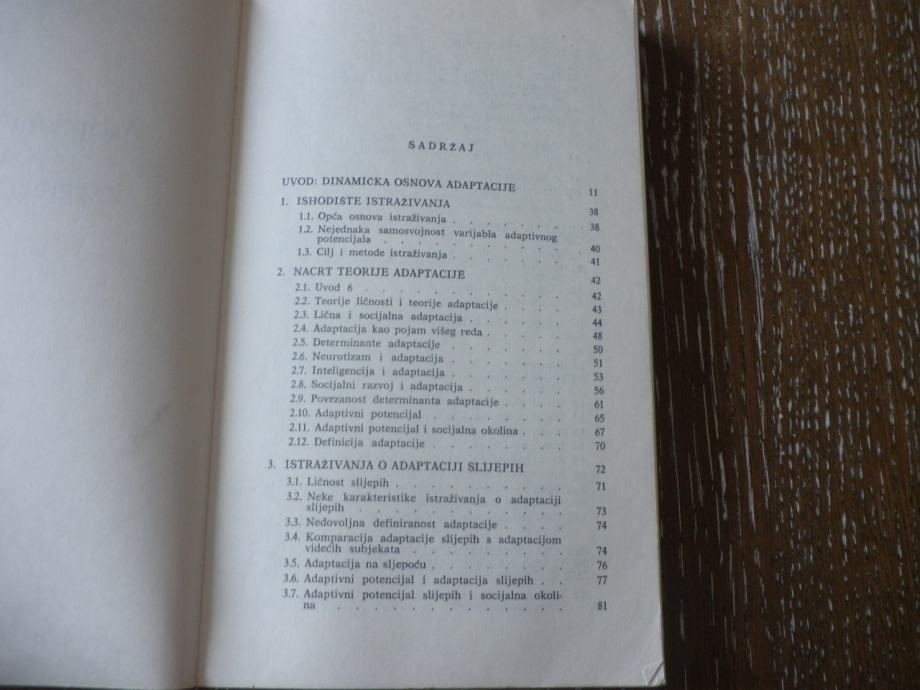 SADRŽAJ
UVOD: DINAMIČKA OSNOVA ADAPTACIJE 11
1. ISHODIŠTE ISTRAŽIVANJA 38
1.1. Opća osnova istraživanja . . . . . . 38
1.2. Nejednaka samosvojnost varijabla adaptivnog
potencijala . . . . . . . . . 40
1.3. Cilj i metode istraživanja . . . . . . 41
2. NACRT TEORIJE ADAPTACIJE 42
2.1. Uvod 6 . . . . . . . . . . 42
2.2. Teorije ličnosti i teorije adaptacije . . . . 43
2.3. Lična i socijalna adaptacija . . . . . 44
2.4. Adaptacija kao pojam višeg reda . . . . 48
2.5. Determinante adaptacije . . . . . . 50
2.6. Neurotizam i adaptacija . . . . . . 51
2.7. Inteligencija i adaptacija . . . . . . 53
2.8. Socijalni razvoj i adaptacija . . . . . 56
2.9. Povezanost determinanta adaptacije . . . . 61
2.10. Adaptivni potencijal . . . . . . . 65
2.11. Adaptivni potencijal i socijalna okolina . . . 67
2.12. Definicija adaptacije . . . . . . . 70
3. ISTRAŽIVANJA O ADAPTACIJI SLIJEPIH 72
3.1. Ličnost slijepih . . . . . . . . 71
3.2. Neke karakteristike istraživanja o adaptaciji
slijepih . . . . . . . . . . 73
3.3. Nedovoljna definiranost adaptacije . . . . 74
3.4. Komparacija adaptacije slijepih s adaptacijom
videćih subjekata . . . . . . . . 74
3.5. Adaptacija na sljepoću . . . . . . . 76
3.6. Adaptivni potencijal i adaptacija slijepih . . 77
3.7. Adaptivni potencijal slijepih i socijalna okoli-
na . . . . . . . . . . . 81